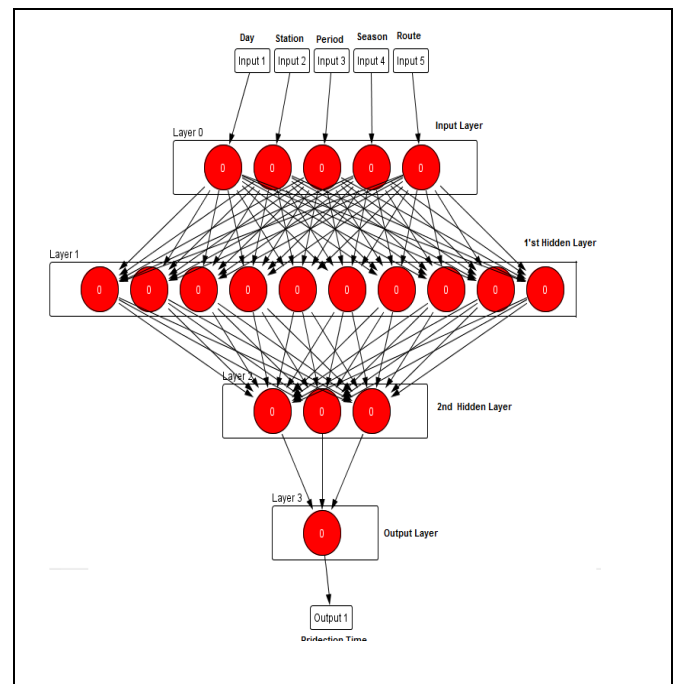 Day Station Period Season Route
Input 1 Input 2 Input 3 Input 4 Input 5
Input Layer
Layer 0
0 0 0 0 0
1'st Hidden Layer
Layer 1
0 0 0 0 0 0 0 0 0 0
Layer 2
0 0 0
2nd Hidden Layer
Layer 3
0
Output Layer
Output 1
Pridection Time